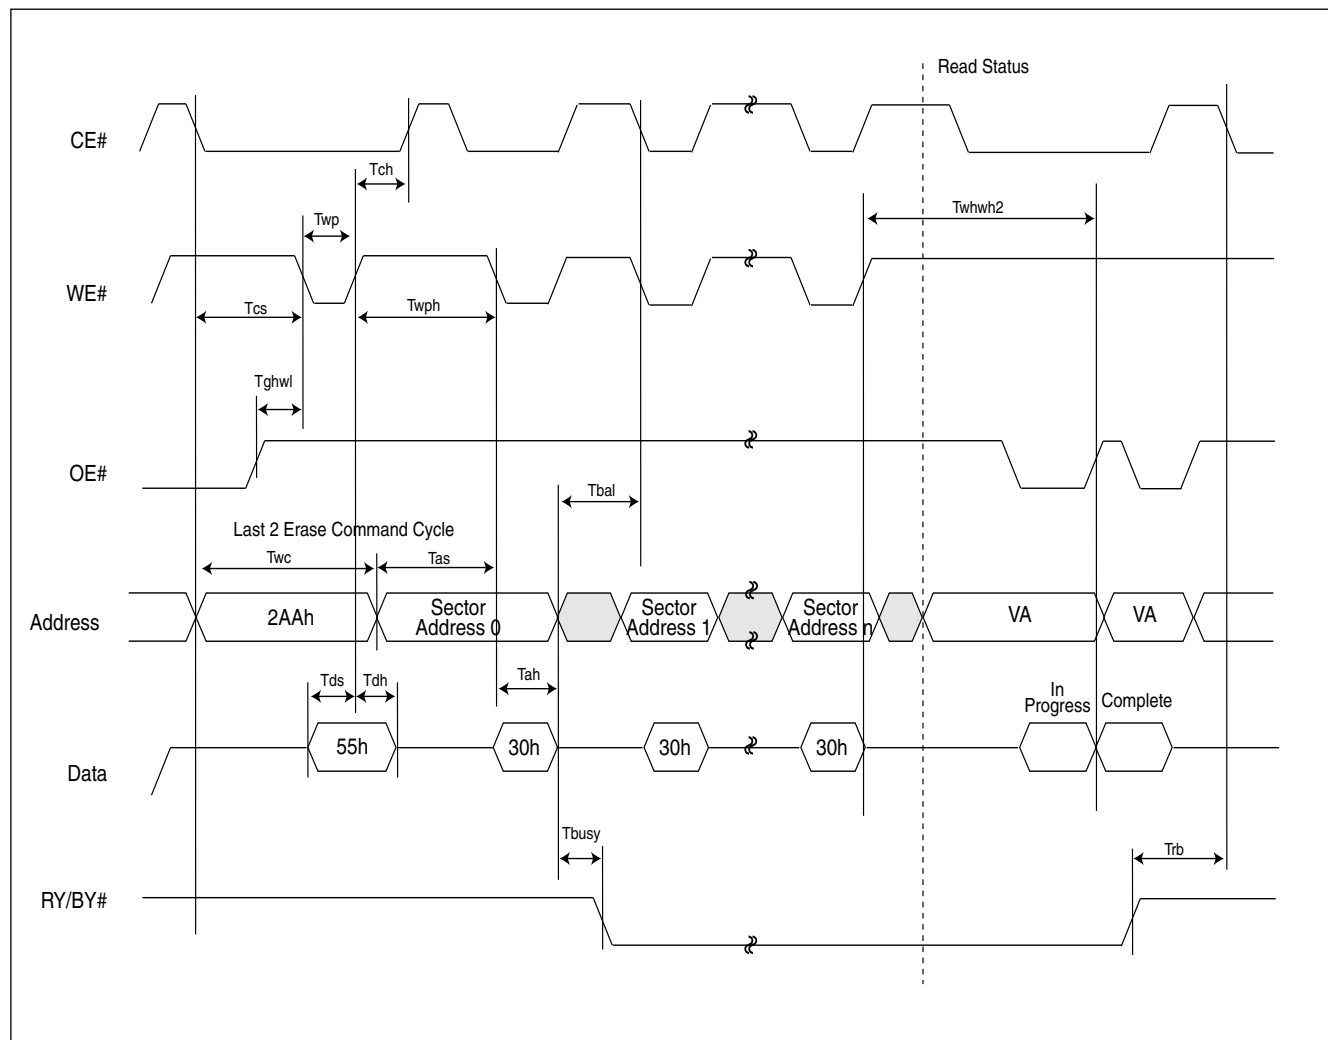 Read Status
CE#
Tch
Twp
Twhwh2
WE#
Tcs
Twph
Tghwl
OE#
Tbal
Last 2 Erase Command Cycle
Twc
Tas
Address
2AAh
Sector
Address 0
Sector
Address 1
Sector
Address n
VA
VA
Tds
Tdh
Tah
In
Progress
Complete
Data
55h
30h
30h
30h
Tbusy
Trb
RY/BY#